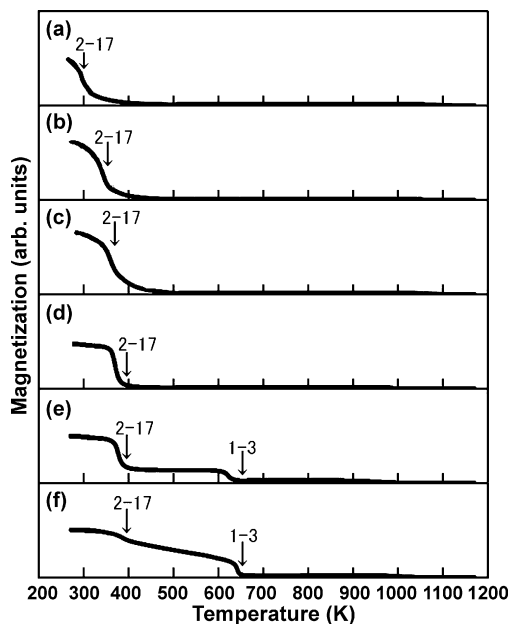 (a)
2-17
(b)
2-17
(c)
2-17
(d)
2-17
(e)
2-17
1-3
(f)
2-17
1-3
Magnetization (arb. units)
200 300 400 500 600 700 800 900 1000 1100 1200
Temperature (K)